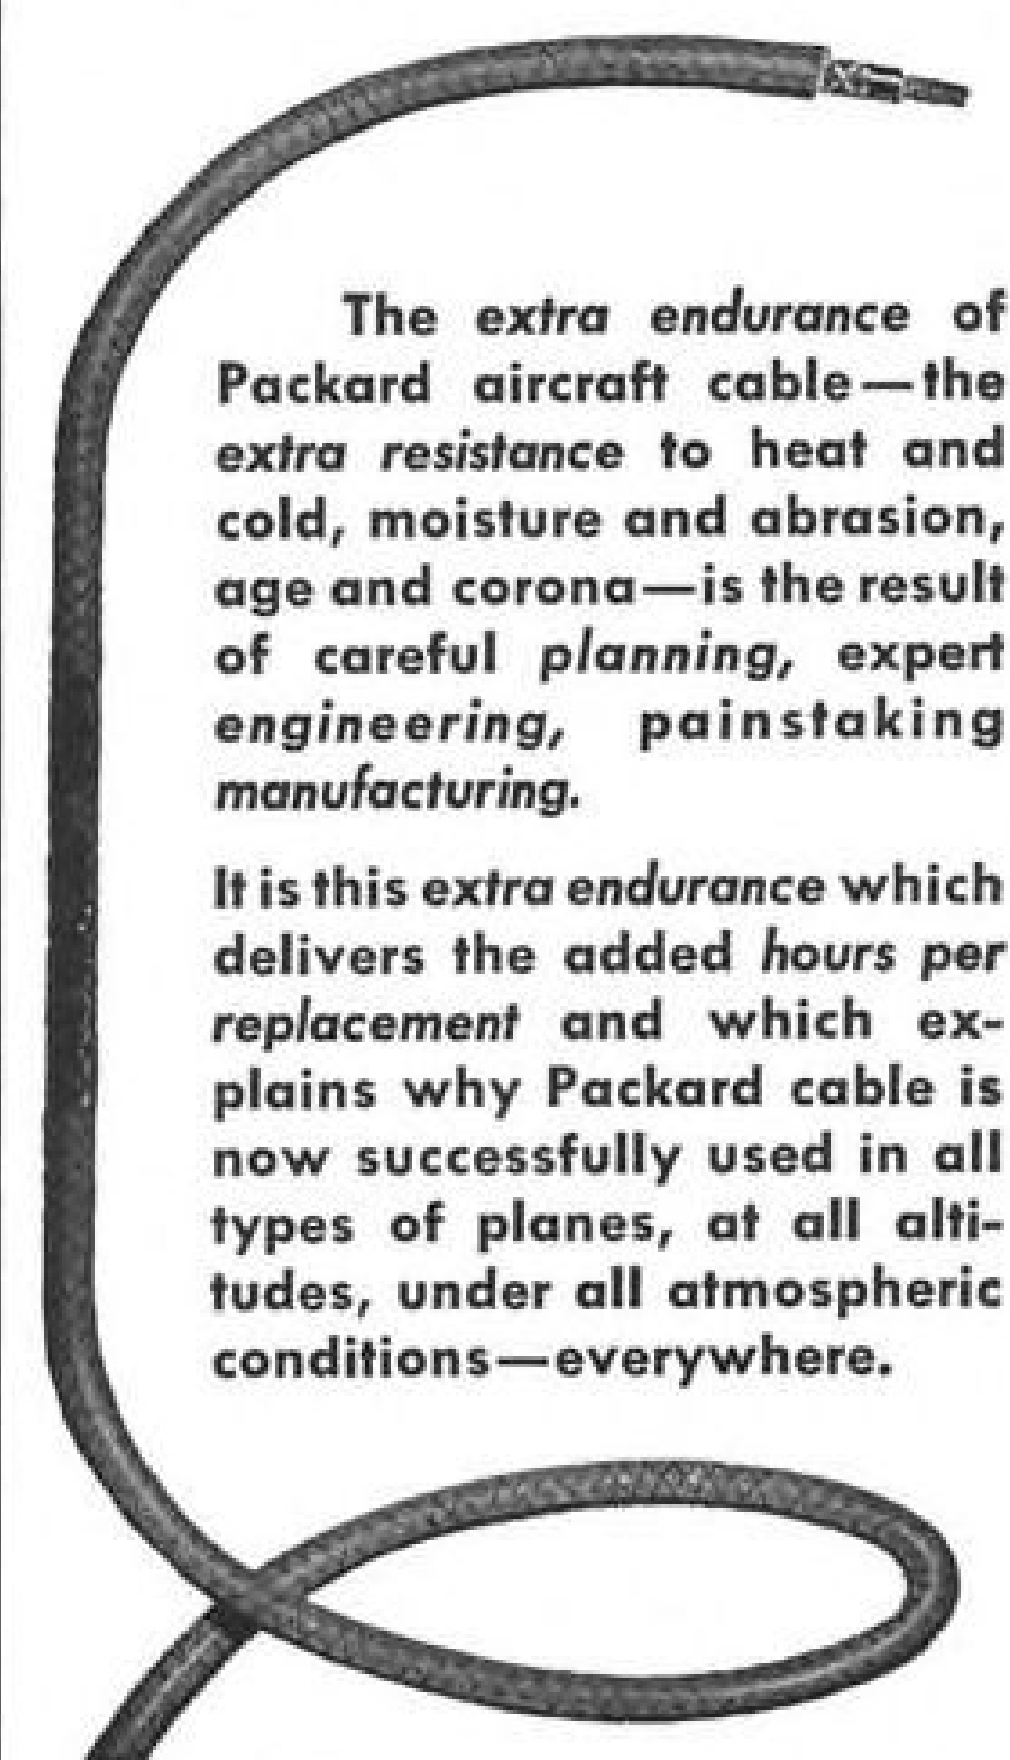 The extra endurance of
Packard aircraft cable—the
extra resistance to heat and
cold, moisture and abrasion,
age and corona—is the result
of careful planning, expert
engineering, painstaking
manufacturing.
It is this extra endurance which
delivers the added hours per
replacement and which ex-
plains why Packard cable is
now successfully used in all
types of planes, at all alti-
tudes, under all atmospheric
conditions—everywhere.